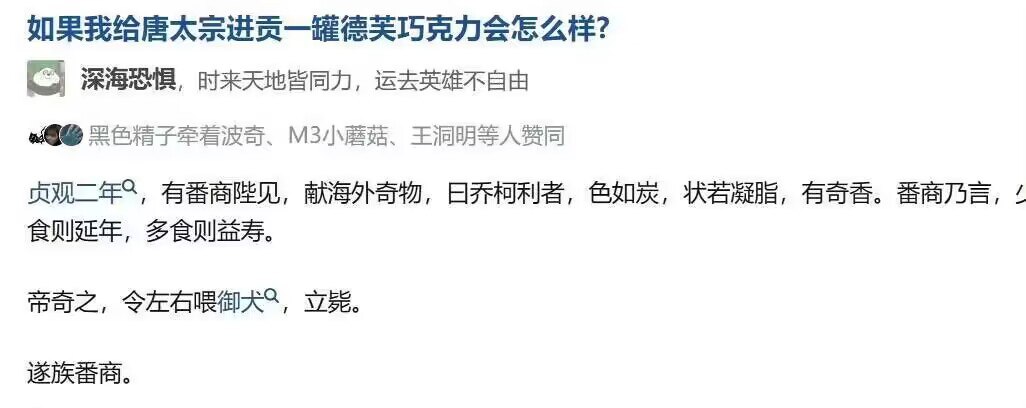 如果我给唐太宗进贡一罐德芙巧克力会怎么样?
深海恐惧，时来天地皆同力，运去英雄不自由
黑色精子牵着波奇、M3小蘑菇、王洞明等人赞同
贞观二年，有番商陛见，献海外奇物，曰乔柯利者，色如炭，状若凝脂，有奇香。番商乃言，
食则延年，多食则益寿。
帝奇之，令左右喂御犬，立毙。
遂族番商。